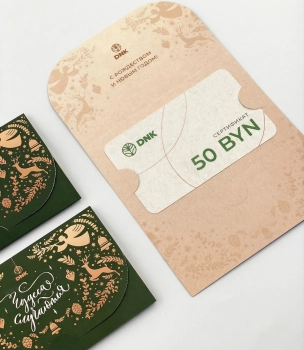 DNK
С РОЖДЕСТВОМ
И НОВЫМ ГОДОМ!
DNK
СЕРТИФИКАТ
50 BYN
Чудеса
случаются